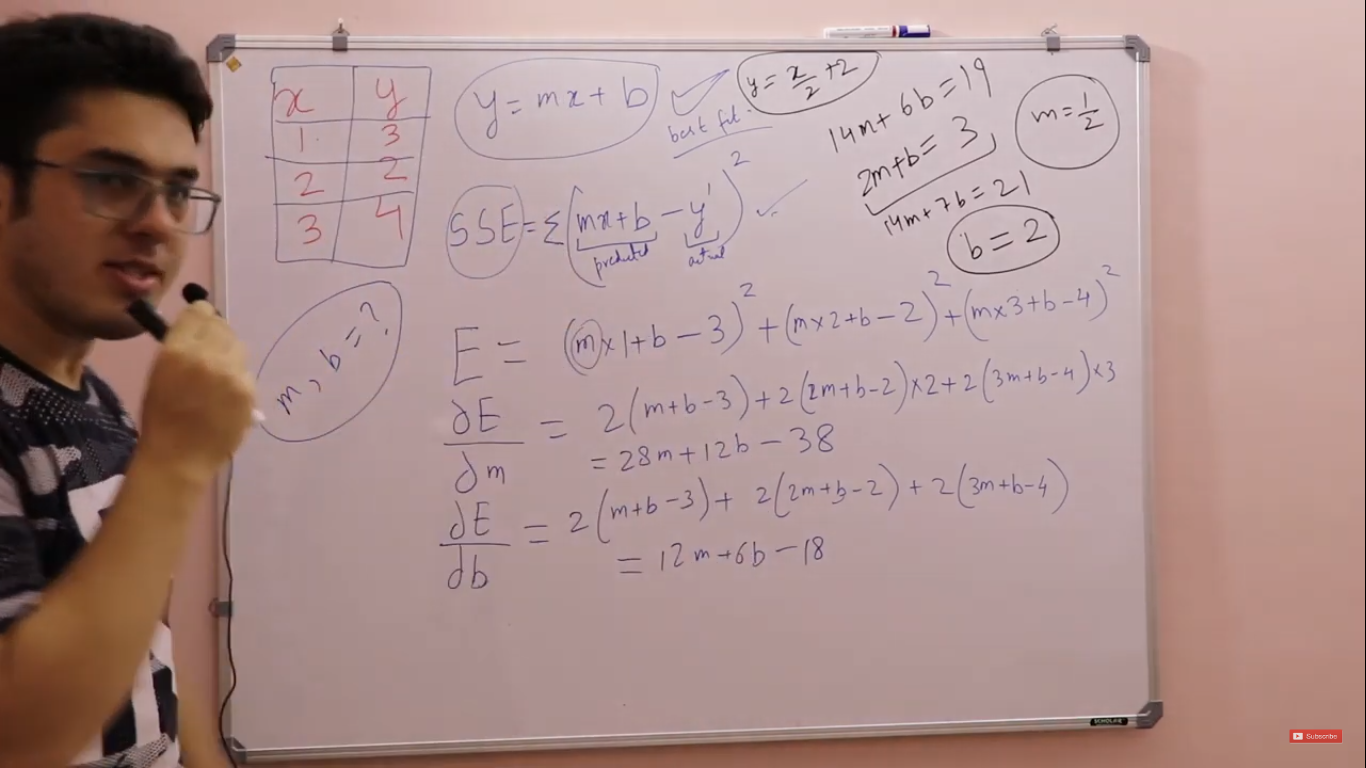 x y
1 3
2 2
3 4
y = mx + b
best fit.
y = x/2 + 2
14m + 6b = 19
2m + b = 3
14m + 7b = 21
b = 2
m = 1/2
SSE = Σ(mx + b - y')²
predicted actual
m, b = ?
E = (m×1+b-3)² + (m×2+b-2)² + (m×3+b-4)²
∂E/∂m = 2(m+b-3) + 2(2m+b-2)×2 + 2(3m+b-4)×3
= 28m + 12b - 38
∂E/∂b = 2(m+b-3) + 2(2m+b-2) + 2(3m+b-4)
= 12m + 6b - 18
SCHOLAR
Subscribe